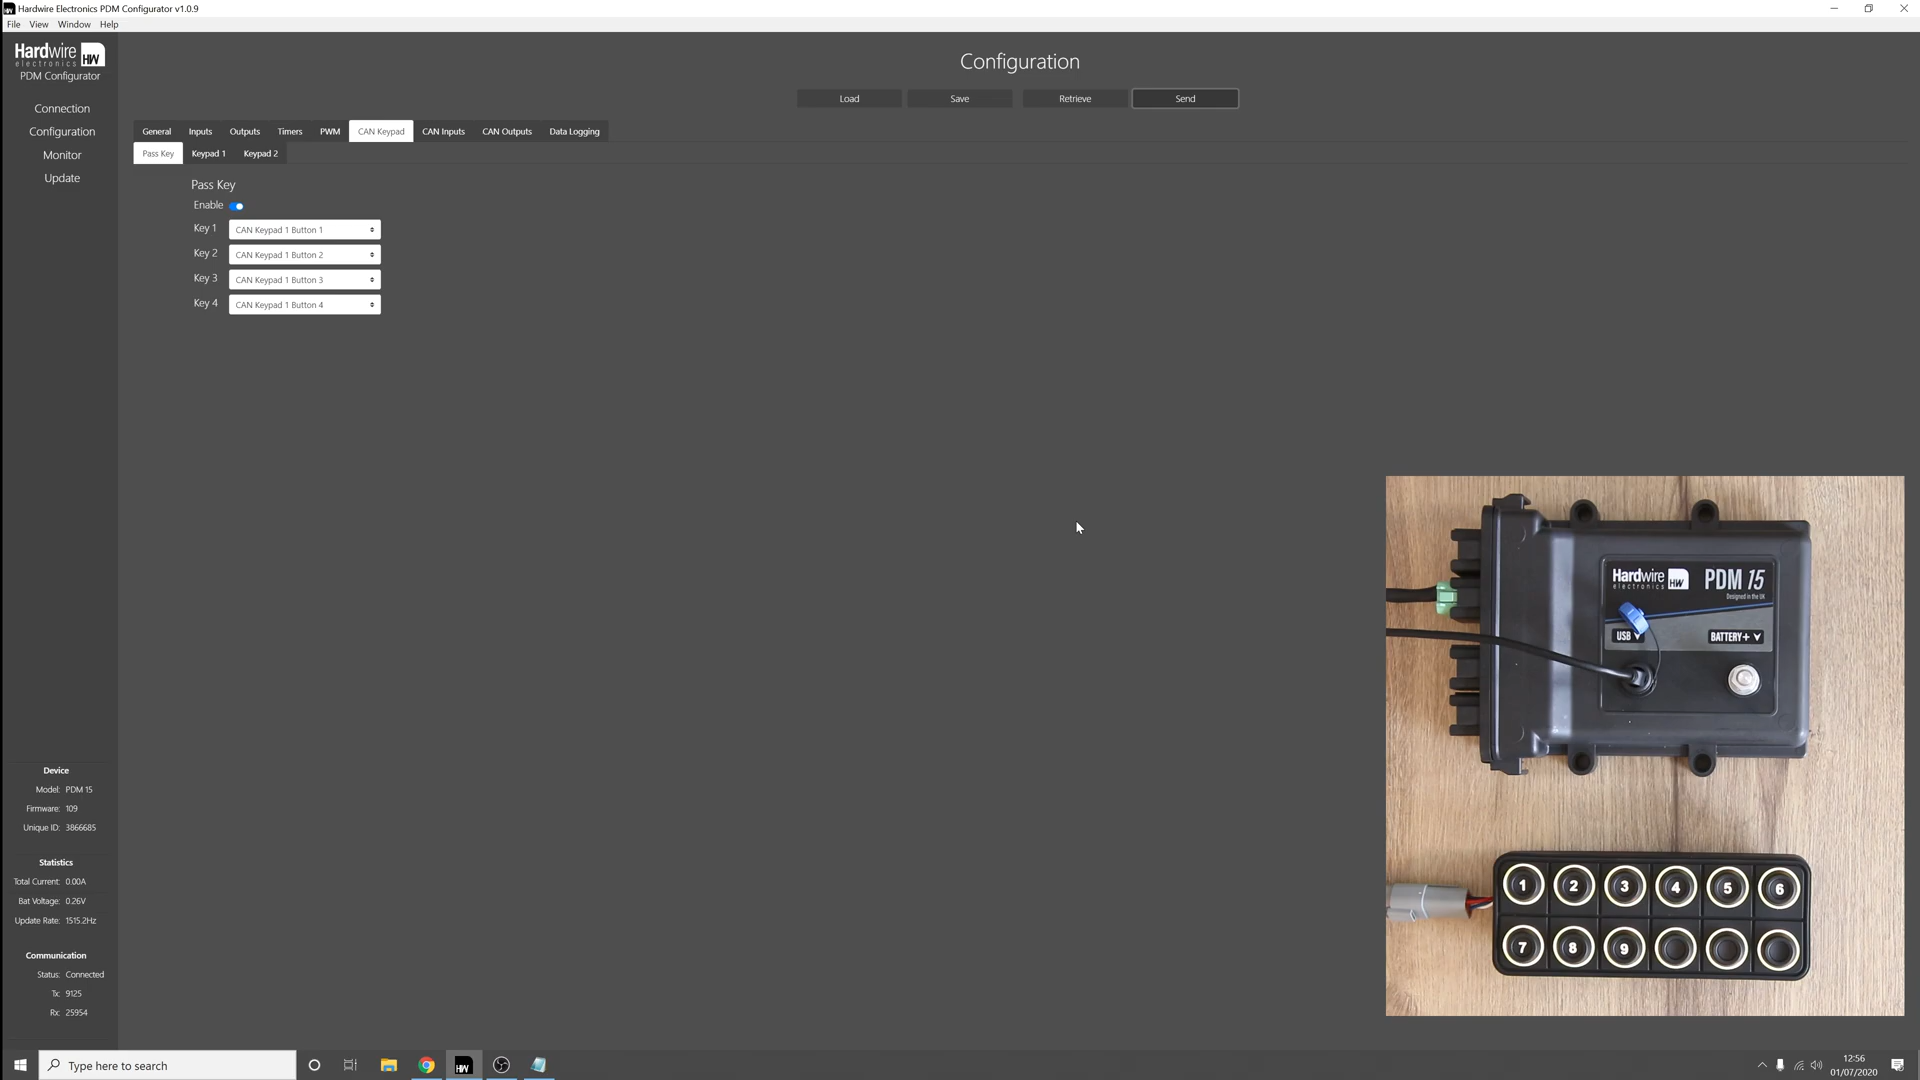 Hardwire Electronics PDM Configurator v1.0.9
File View Window Help
Hardwire HW
electronics
PDM Configurator
Connection
Configuration
Monitor
Update
Configuration
Load Save Retrieve Send
General Inputs Outputs Timers PWM CAN Keypad CAN Inputs CAN Outputs Data Logging
Pass Key Keypad 1 Keypad 2
Pass Key
Enable
Key 1 CAN Keypad 1 Button 1
Key 2 CAN Keypad 1 Button 2
Key 3 CAN Keypad 1 Button 3
Key 4 CAN Keypad 1 Button 4
Hardwire HW PDM 15
electronics Designed in the UK
USB BATTERY+
1 2 3 4 5 6
7 8 9
Device
Model: PDM 15
Firmware: 109
Unique ID: 3866685
Statistics
Total Current: 0.00A
Bat Voltage: 0.26V
Update Rate: 1515.2Hz
Communication
Status: Connected
Tx: 9125
Rx: 25954
Type here to search
HW
12:56
01/07/2020